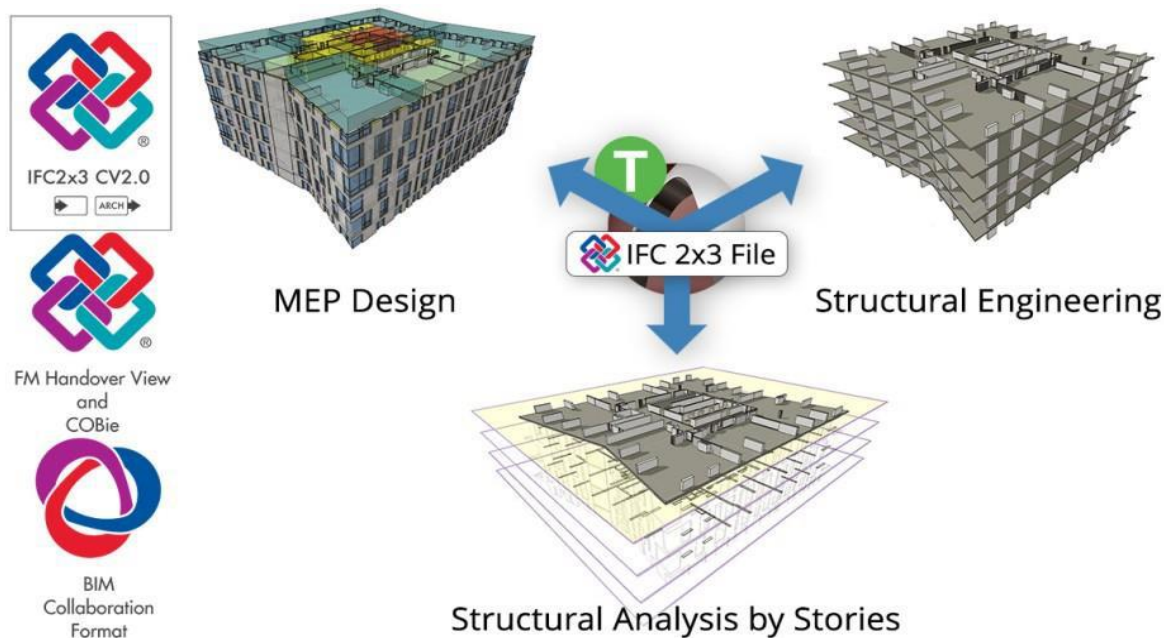 IFC2x3 CV2.0
ARCH
FM Handover View
and
COBie
BIM
Collaboration
Format
MEP Design
T
IFC 2x3 File
Structural Engineering
Structural Analysis by Stories
®
®
®